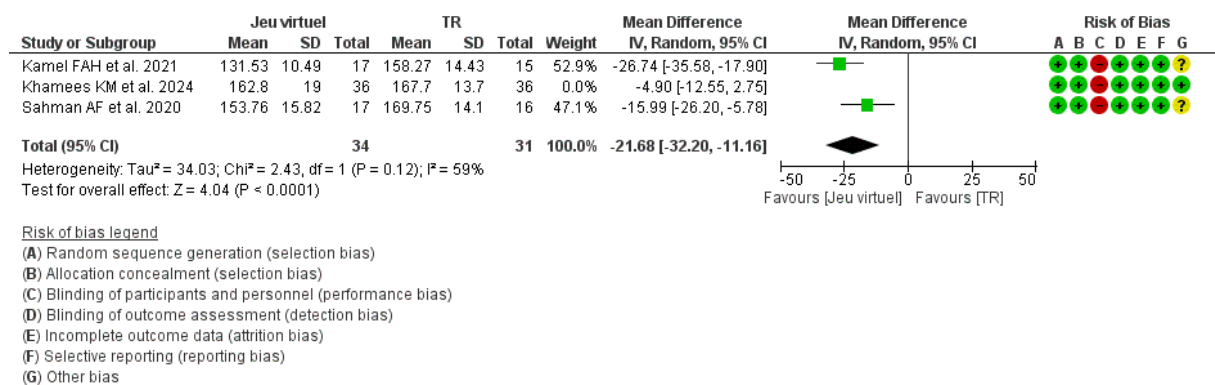 Jeu virtuel TR Mean Difference Mean Difference Risk of Bias
Study or Subgroup Mean SD Total Mean SD Total Weight IV, Random, 95% CI IV, Random, 95% CI A B C D E F G
Kamel FAH et al. 2021 131.53 10.49 17 158.27 14.43 15 52.9% -26.74 [-35.58, -17.90] + + - + + + ?
Khamees KM et al. 2024 162.8 19 36 167.7 13.7 36 0.0% -4.90 [-12.55, 2.75] + + - + + + +
Sahman AF et al. 2020 153.76 15.82 17 169.75 14.1 16 47.1% -15.99 [-26.20, -5.78] + + - + + + ?
Total (95% CI) 34 31 100.0% -21.68 [-32.20, -11.16]
Heterogeneity: Tau² = 34.03; Chi² = 2.43, df = 1 (P = 0.12); I² = 59%
Test for overall effect: Z = 4.04 (P < 0.0001)
-50 -25 0 25 50
Favours [Jeu virtuel] Favours [TR]
Risk of bias legend
(A) Random sequence generation (selection bias)
(B) Allocation concealment (selection bias)
(C) Blinding of participants and personnel (performance bias)
(D) Blinding of outcome assessment (detection bias)
(E) Incomplete outcome data (attrition bias)
(F) Selective reporting (reporting bias)
(G) Other bias